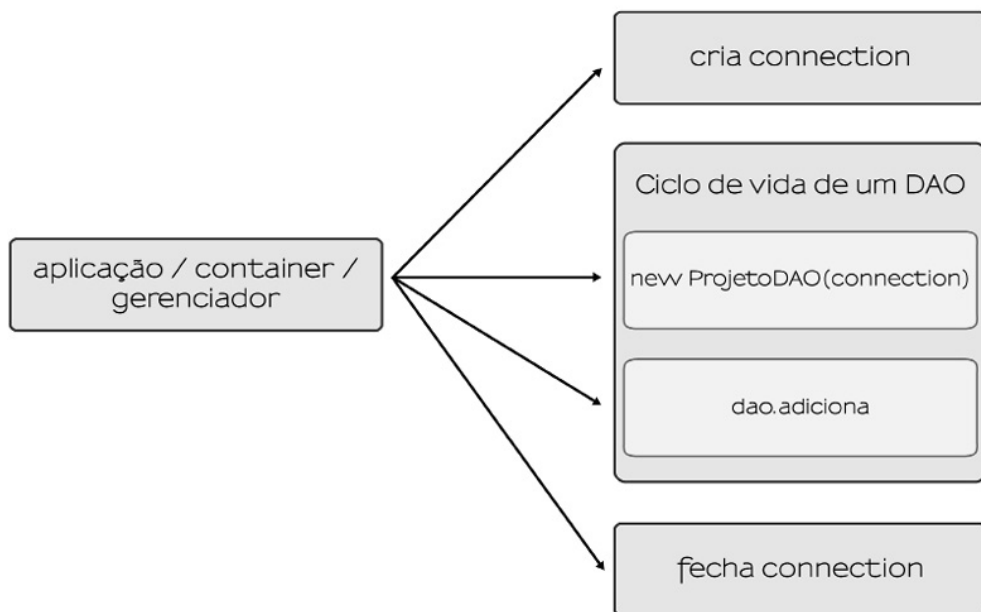 cria connection
Ciclo de vida de um DAO
aplicação / container /
gerenciador
new ProjetoDAO(connection)
dao.adiciona
fecha connection